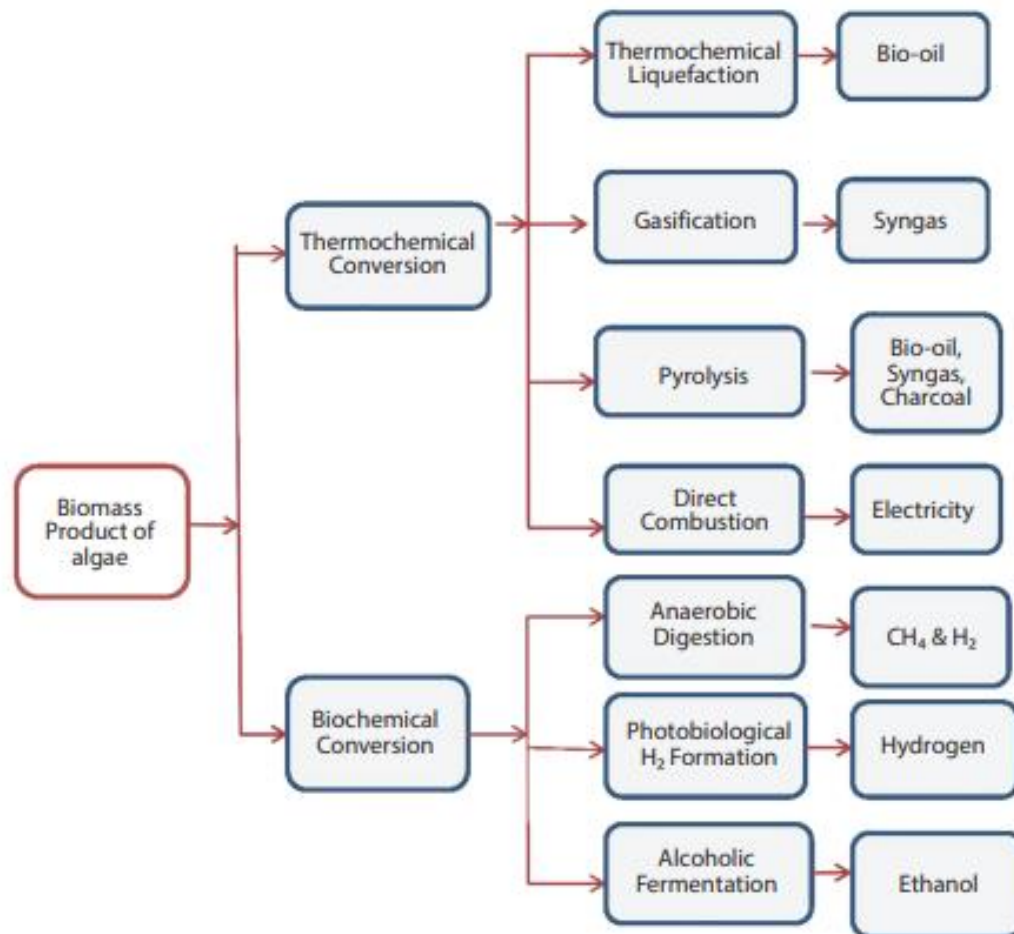 Thermochemical
Liquefaction
Bio-oil
Gasification
Syngas
Thermochemical
Conversion
Pyrolysis
Bio-oil,
Syngas,
Charcoal
Direct
Combustion
Electricity
Biomass
Product of
algae
Anaerobic
Digestion
CH₄ & H₂
Biochemical
Conversion
Photobiological
H₂ Formation
Hydrogen
Alcoholic
Fermentation
Ethanol